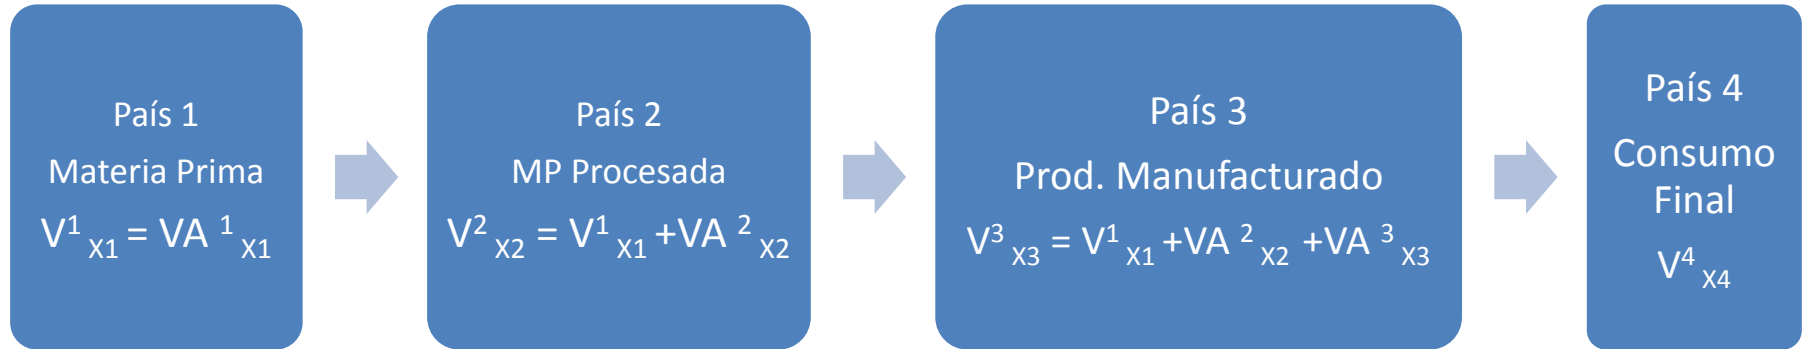 País 1
Materia Prima
V¹ X1 = VA ¹ X1
País 2
MP Procesada
V² X2 = V¹ X1 +VA ² X2
País 3
Prod. Manufacturado
V³ X3 = V¹ X1 +VA ² X2 +VA ³ X3
País 4
Consumo
Final
V⁴ X4